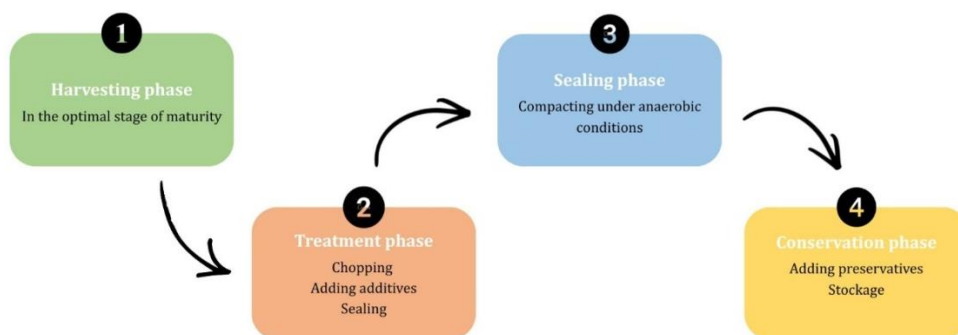 1
Harvesting phase
In the optimal stage of maturity
2
Treatment phase
Chopping
Adding additives
Sealing
3
Sealing phase
Compacting under anaerobic
conditions
4
Conservation phase
Adding preservatives
Stockage